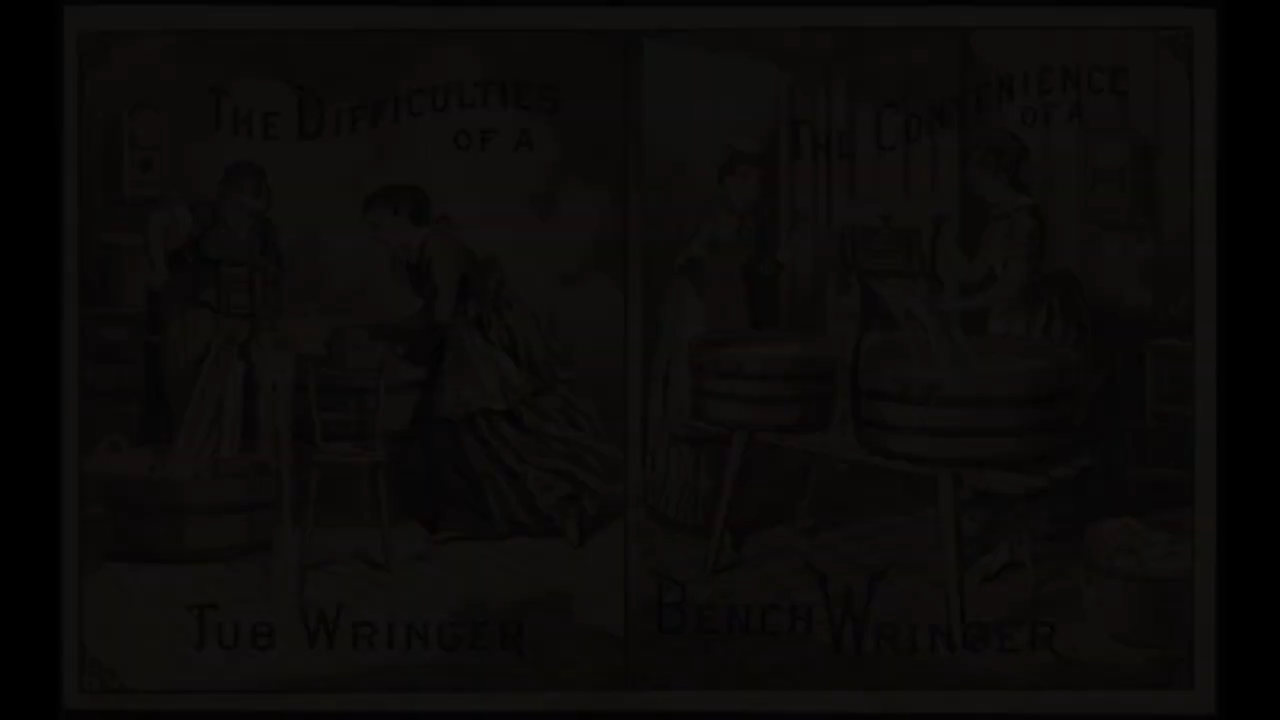 THE DIFFICULTIES
OF A
TUB WRINGER
THE CONVENIENCE
OF A
BENCH WRINGER